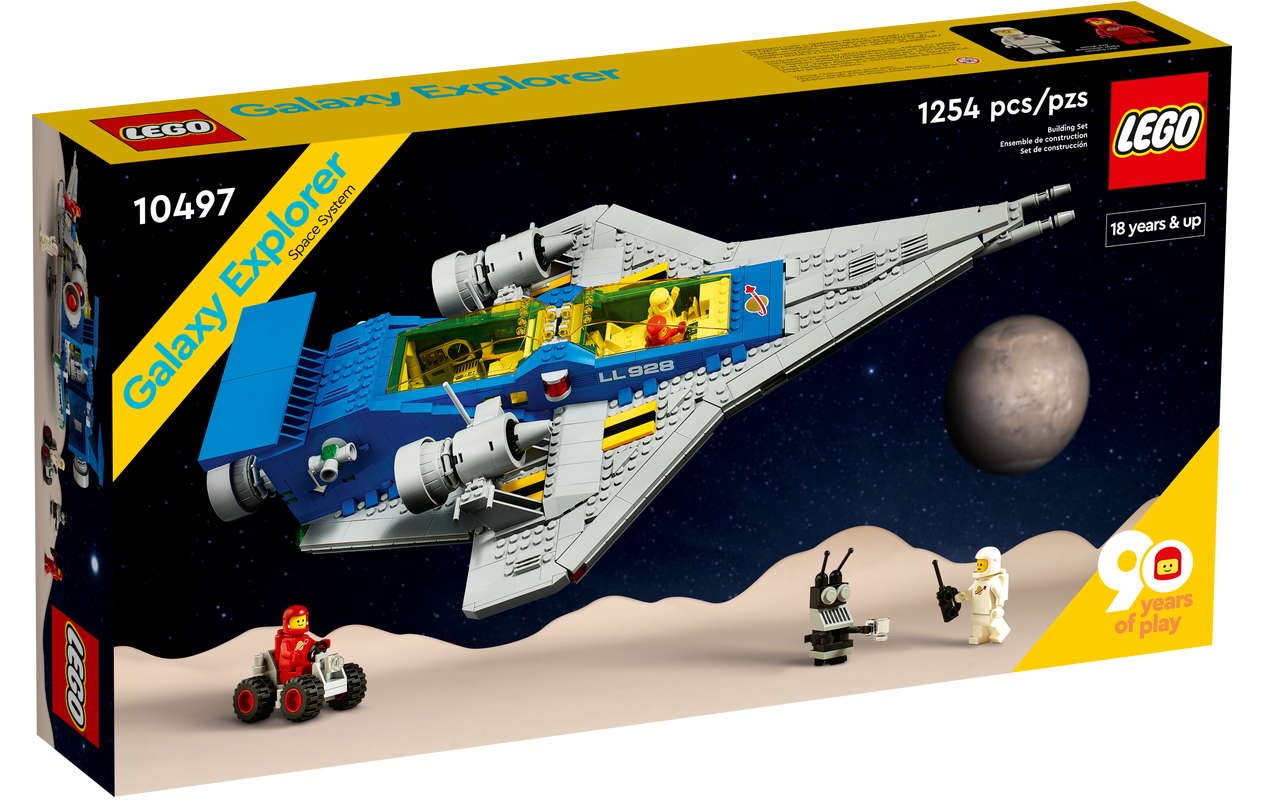 LEGO
Galaxy Explorer
10497
Galaxy Explorer
Space System
1254 pcs/pzs
Building Set
Ensemble de construction
Set de construcción
LEGO
18 years & up
LL 928
90
years
of play
LEGO